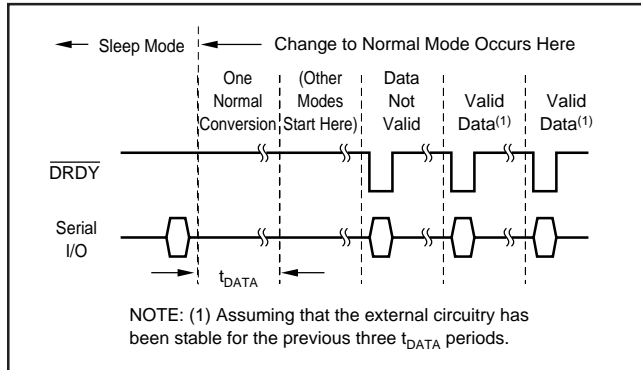 Sleep Mode
Change to Normal Mode Occurs Here
One
Normal
Conversion
(Other
Modes
Start Here)
Data
Not
Valid
Valid
Data(1)
Valid
Data(1)
DRDY
Serial
I/O
tDATA
NOTE: (1) Assuming that the external circuitry has
been stable for the previous three tDATA periods.